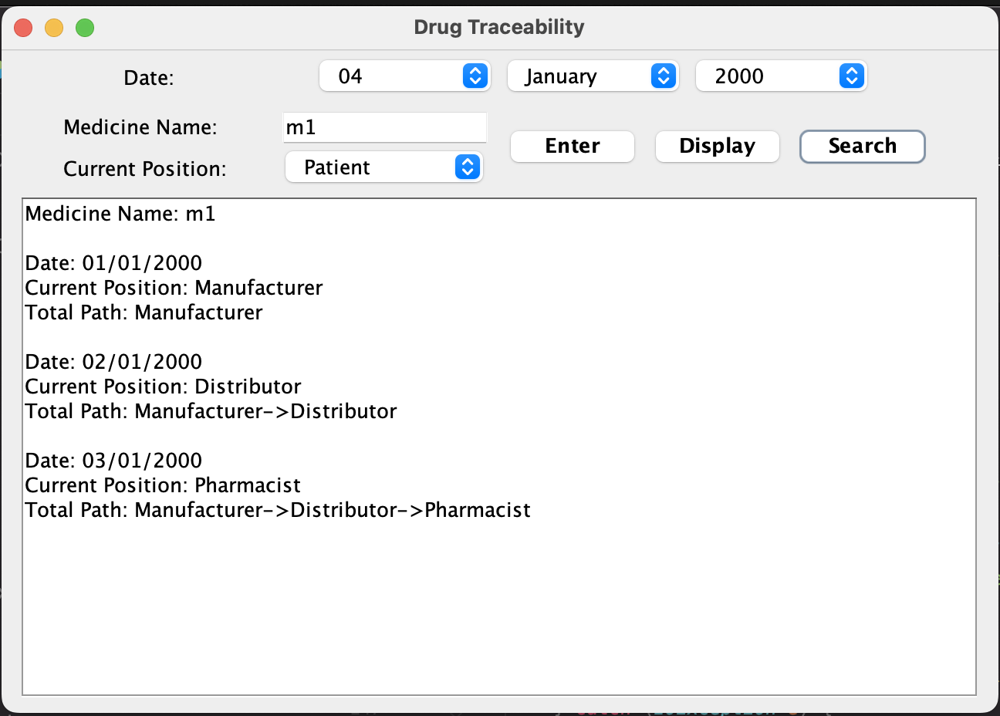 Drug Traceability
Date: 04 January 2000
Medicine Name: m1
Enter Display Search
Current Position: Patient
Medicine Name: m1
Date: 01/01/2000
Current Position: Manufacturer
Total Path: Manufacturer
Date: 02/01/2000
Current Position: Distributor
Total Path: Manufacturer->Distributor
Date: 03/01/2000
Current Position: Pharmacist
Total Path: Manufacturer->Distributor->Pharmacist